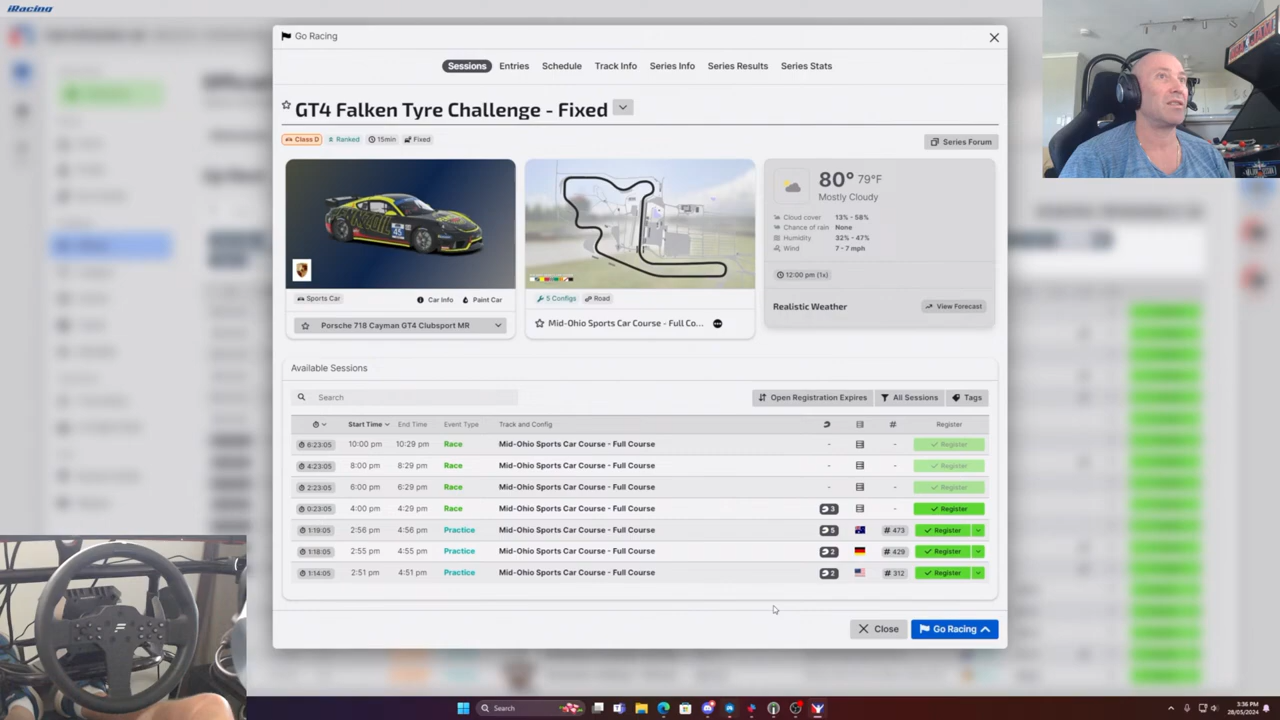 iRacing
Go Racing
Sessions Entries Schedule Track Info Series Info Series Results Series Stats
GT4 Falken Tyre Challenge - Fixed
Class D Ranked 15min Fixed
Series Forum
80° 79°F
Mostly Cloudy
Cloud cover 13% - 58%
Chance of rain None
Humidity 32% - 47%
Wind 7 - 7 mph
12:00 pm (1x)
Realistic Weather View Forecast
Sports Car Car Info Paint Car
Porsche 718 Cayman GT4 Clubsport MR
5 Configs Road
Mid-Ohio Sports Car Course - Full Co...
Available Sessions
Search Open Registration Expires All Sessions Tags
Start Time End Time Event Type Track and Config # Register
6:23:05 10:00 pm 10:29 pm Race Mid-Ohio Sports Car Course - Full Course - - Register
4:23:05 8:00 pm 8:29 pm Race Mid-Ohio Sports Car Course - Full Course - - Register
2:23:05 6:00 pm 6:29 pm Race Mid-Ohio Sports Car Course - Full Course - - Register
0:23:05 4:00 pm 4:29 pm Race Mid-Ohio Sports Car Course - Full Course 3 - Register
1:19:05 2:56 pm 4:56 pm Practice Mid-Ohio Sports Car Course - Full Course 5 # 473 Register
1:18:05 2:55 pm 4:55 pm Practice Mid-Ohio Sports Car Course - Full Course 2 # 429 Register
1:14:05 2:51 pm 4:51 pm Practice Mid-Ohio Sports Car Course - Full Course 2 # 312 Register
Close Go Racing
Search
3:36 PM
28/05/2024